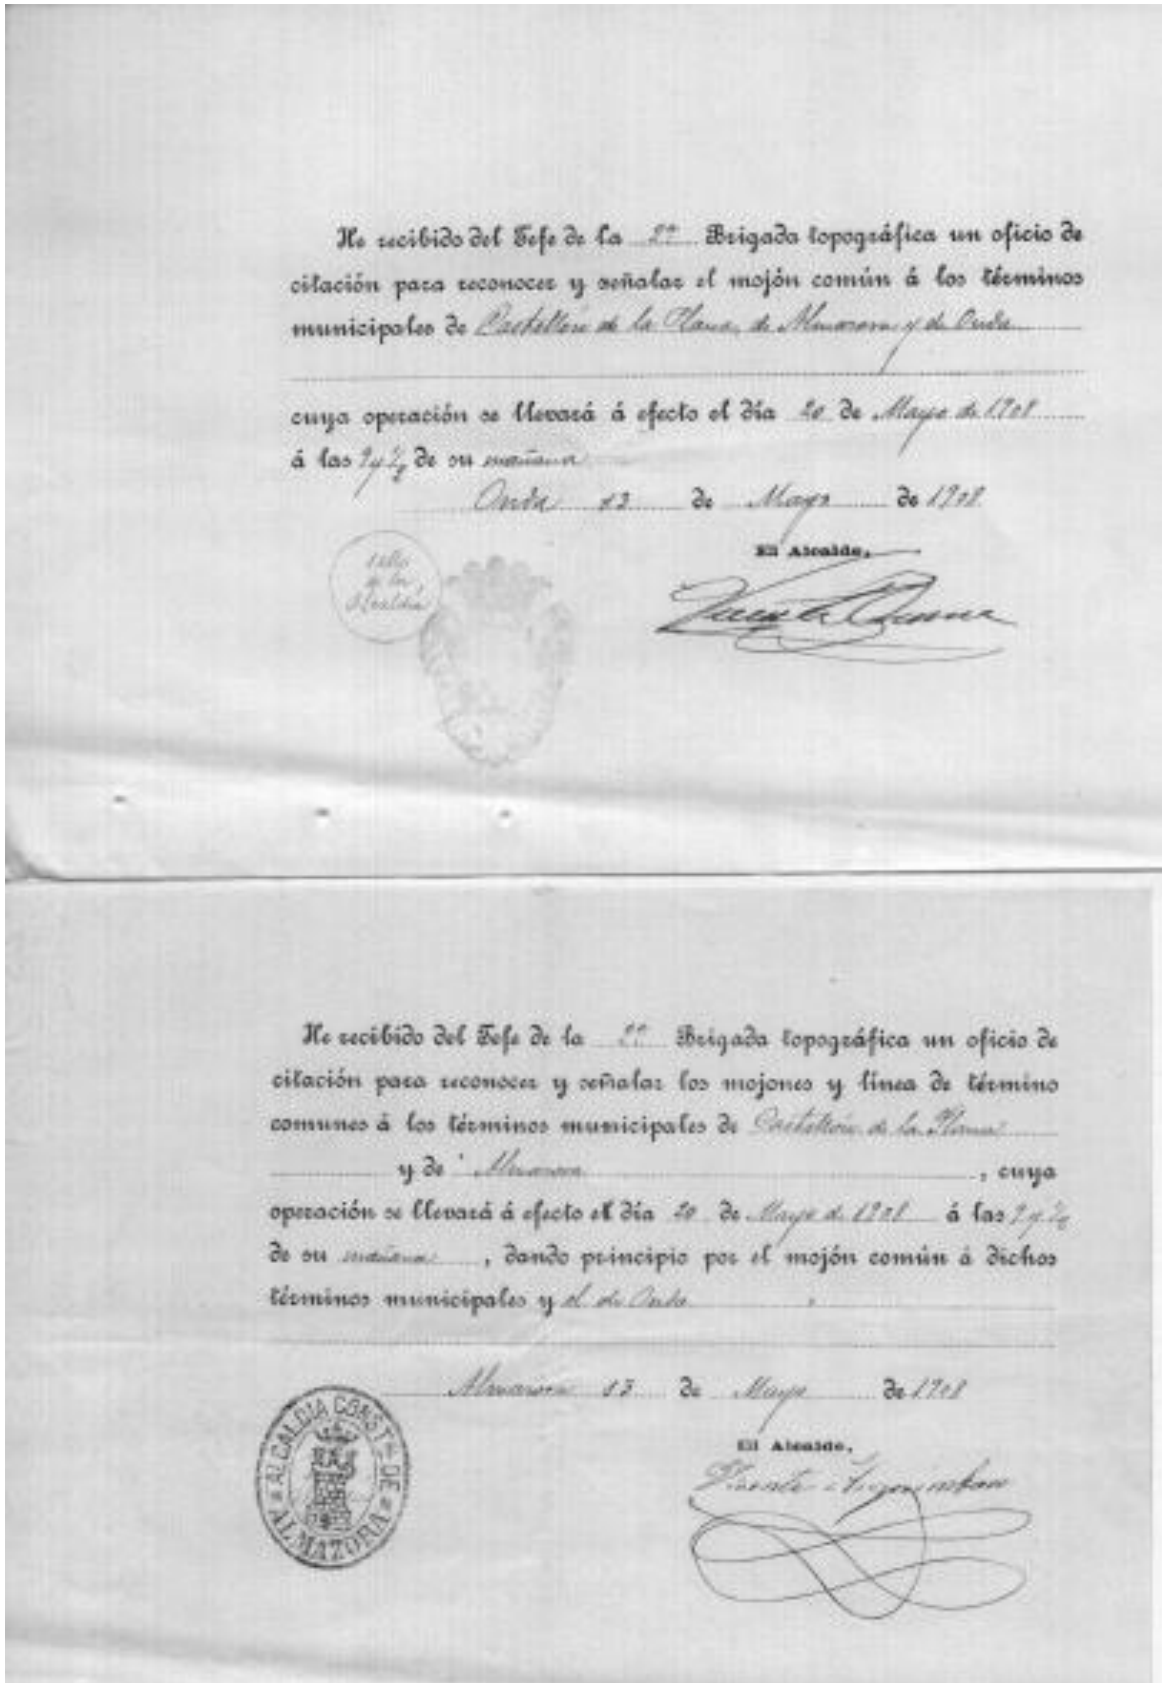 He recibido del Jefe de la 2ª Brigada topográfica un oficio de
citación para reconocer y señalar el mojón común á los términos
municipales de Castellón de la Plana, de Almazora y de Onda
cuya operación se llevará á efecto el día 20 de Mayo de 1908
á las 9 y ½ de su mañana
Onda 13 de Mayo de 1908
El Alcalde,
Sello
de la
Alcaldía
Vicente
He recibido del Jefe de la 2ª Brigada topográfica un oficio de
citación para reconocer y señalar los mojones y línea de término
comunes á los términos municipales de Castellón de la Plana
y de Almazora, cuya
operación se llevará á efecto el día 20 de Mayo de 1908 á las 9 y ½
de su mañana, dando principio por el mojón común á dichos
términos municipales y el de Onda
Almazora 13 de Mayo de 1908
El Alcalde,
Vicente
ALCALDIA CONST.AL DE
ALMAZORA